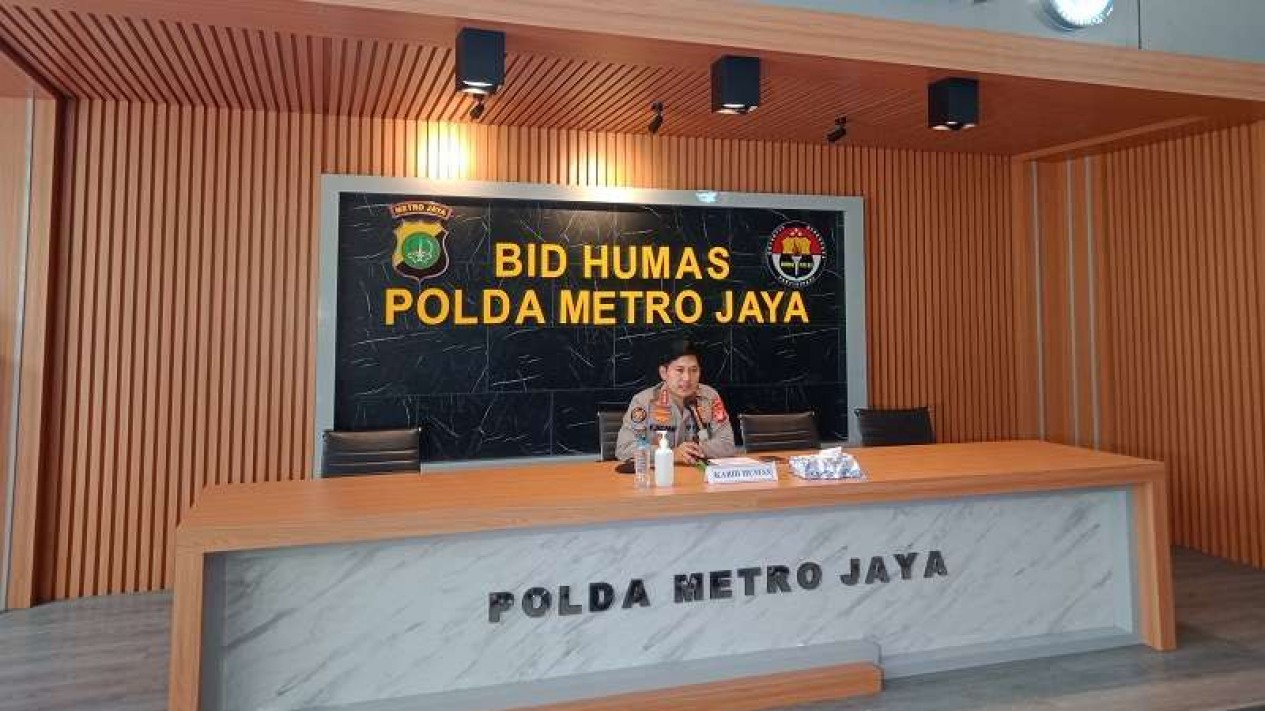 METRO JAYA
BID HUMAS
POLDA METRO JAYA
KABID HUMAS
POLDA METRO JAYA